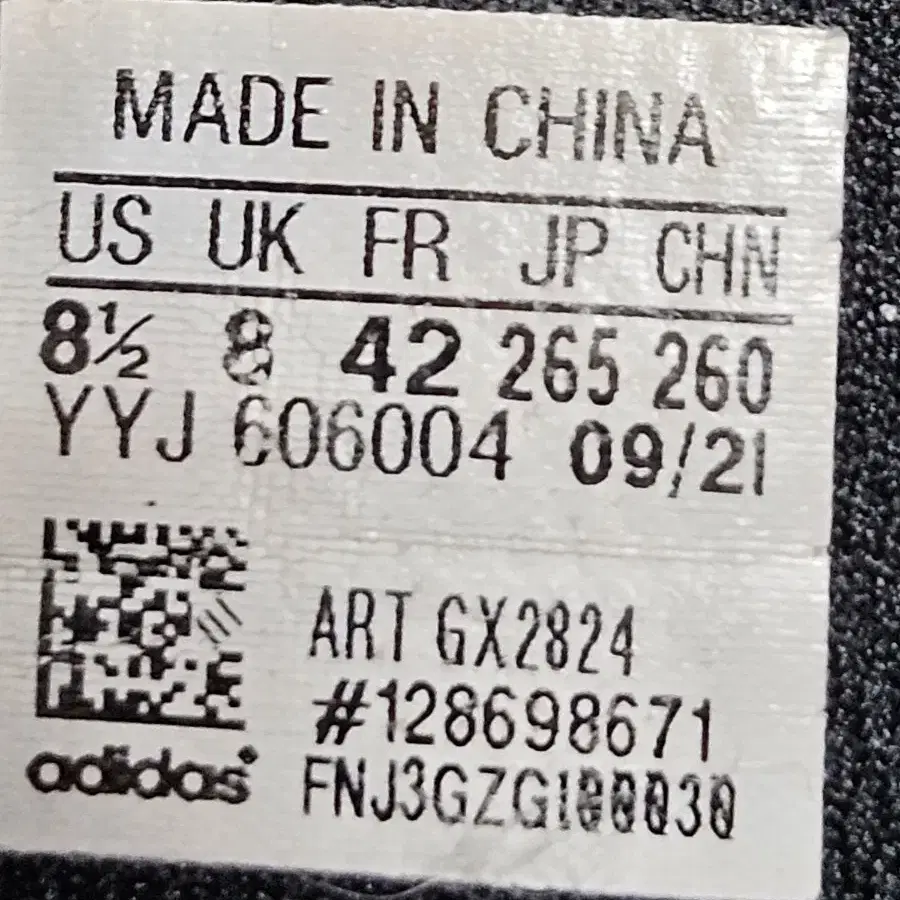 MADE IN CHINA
US UK FR JP CHN
8½ 8 42 265 260
YYJ 606004 09/21
ART GX2824
#128698671
adidas